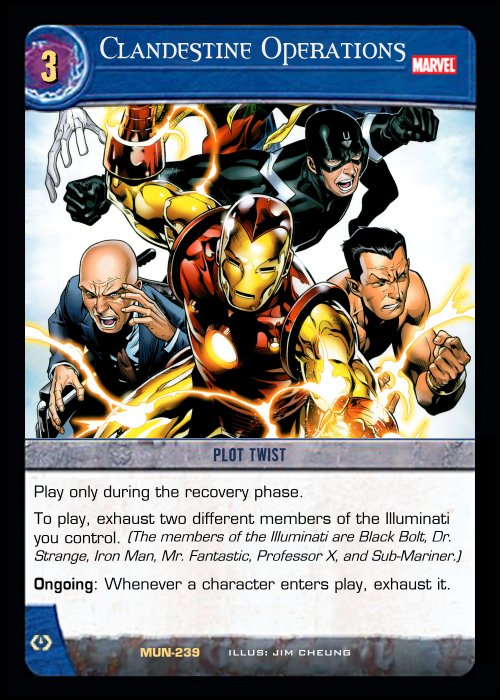 3
CLANDESTINE OPERATIONS
MARVEL
PLOT TWIST
Play only during the recovery phase.
To play, exhaust two different members of the Illuminati
you control. (The members of the Illuminati are Black Bolt, Dr.
Strange, Iron Man, Mr. Fantastic, Professor X, and Sub-Mariner.)
Ongoing: Whenever a character enters play, exhaust it.
MUN-239 ILLUS: JIM CHEUNG